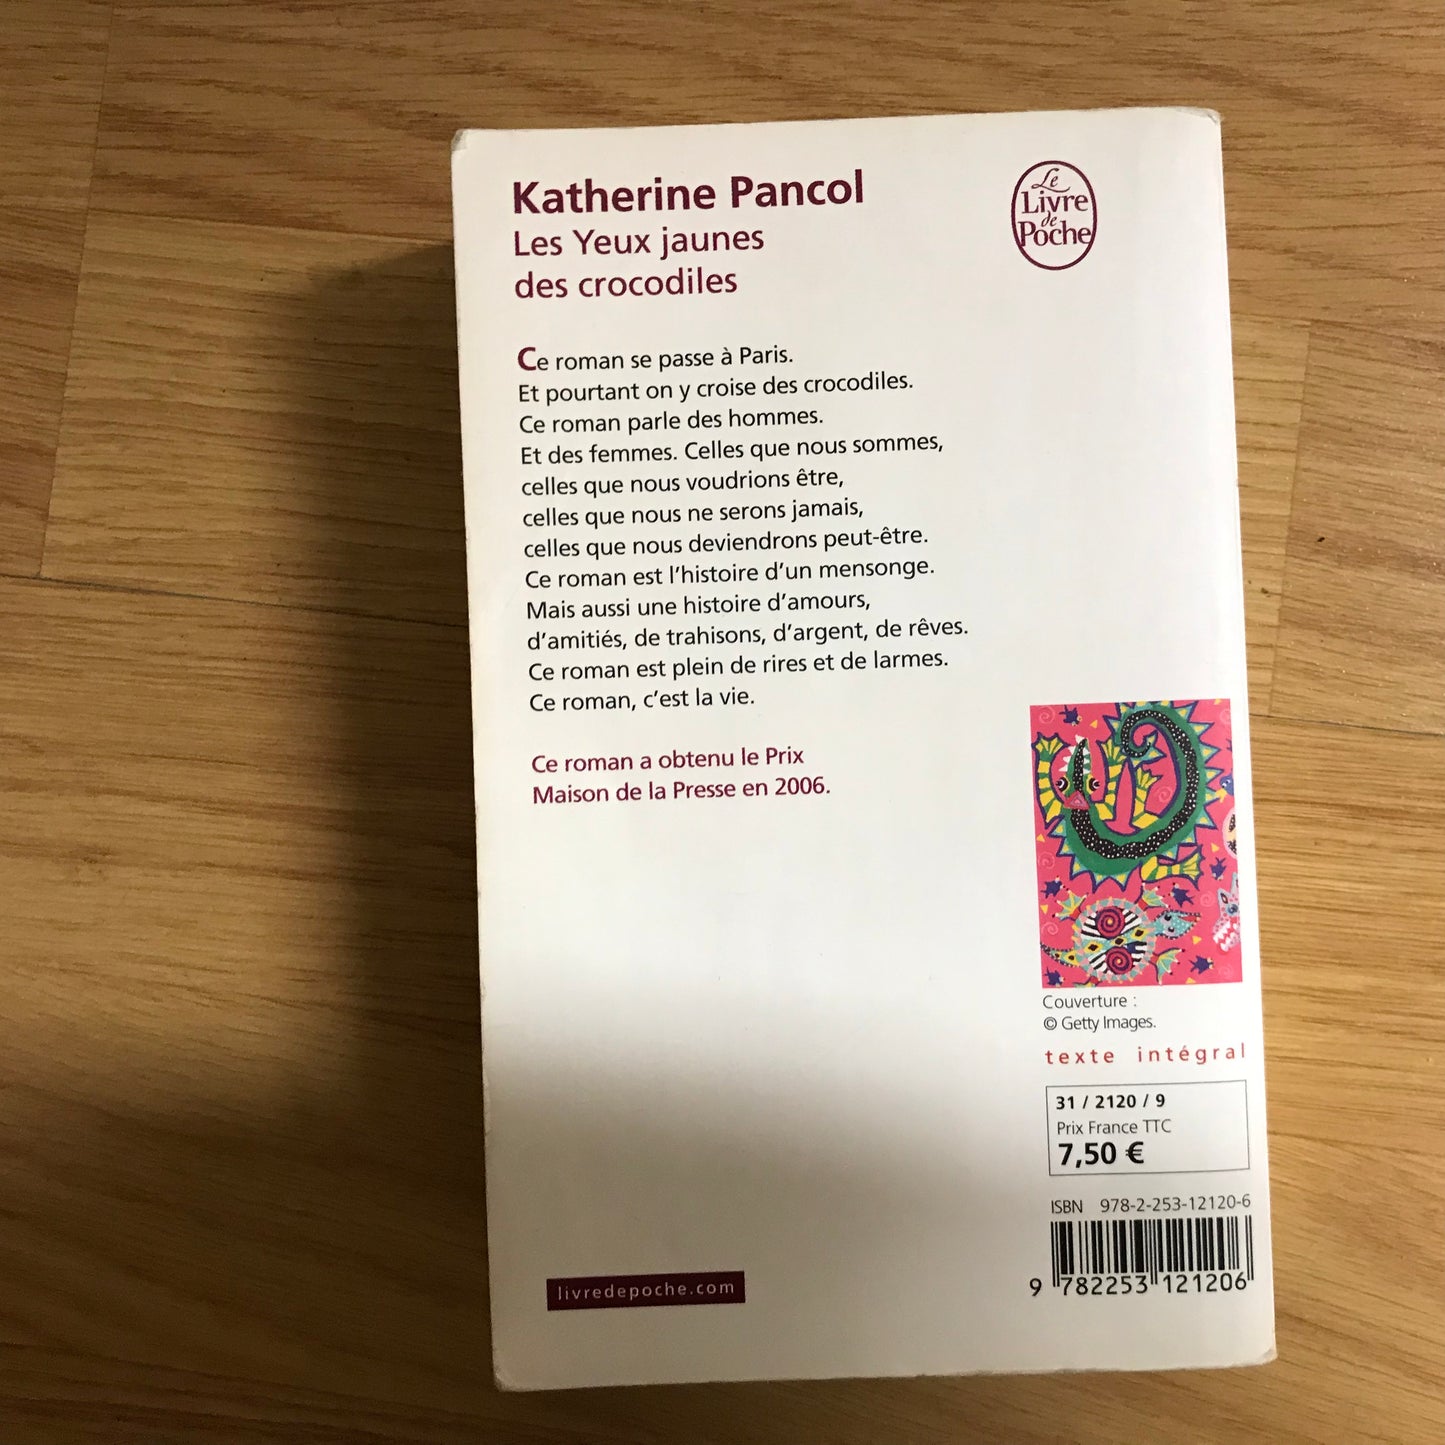 Katherine Pancol
Les Yeux jaunes
des crocodiles
Le
Livre
de
Poche
Ce roman se passe à Paris.
Et pourtant on y croise des crocodiles.
Ce roman parle des hommes.
Et des femmes. Celles que nous sommes,
celles que nous voudrions être,
celles que nous ne serons jamais,
celles que nous deviendrons peut-être.
Ce roman est l’histoire d’un mensonge.
Mais aussi une histoire d’amours,
d’amitiés, de trahisons, d’argent, de rêves.
Ce roman est plein de rires et de larmes.
Ce roman, c’est la vie.
Ce roman a obtenu le Prix
Maison de la Presse en 2006.
Couverture :
© Getty Images.
texte intégral
31 / 2120 / 9
Prix France TTC
7,50 €
ISBN 978-2-253-12120-6
9 782253 121206
livredepoche.com